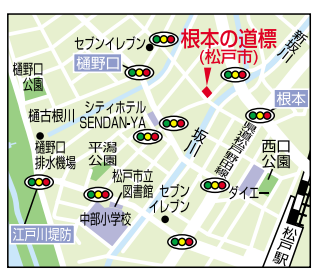 セブンイレブン
根本の道標
(松戸市)
新坂川
樋野口
樋野口
公園
根本
シティホテル
SENDAN-YA
樋古根川
坂川
県道松戸野田線
樋野口
排水機場
平潟
公園
西口
公園
松戸市立
図書館
セブン
イレブン
ダイエー
中部小学校
江戸川堤防
松戸駅